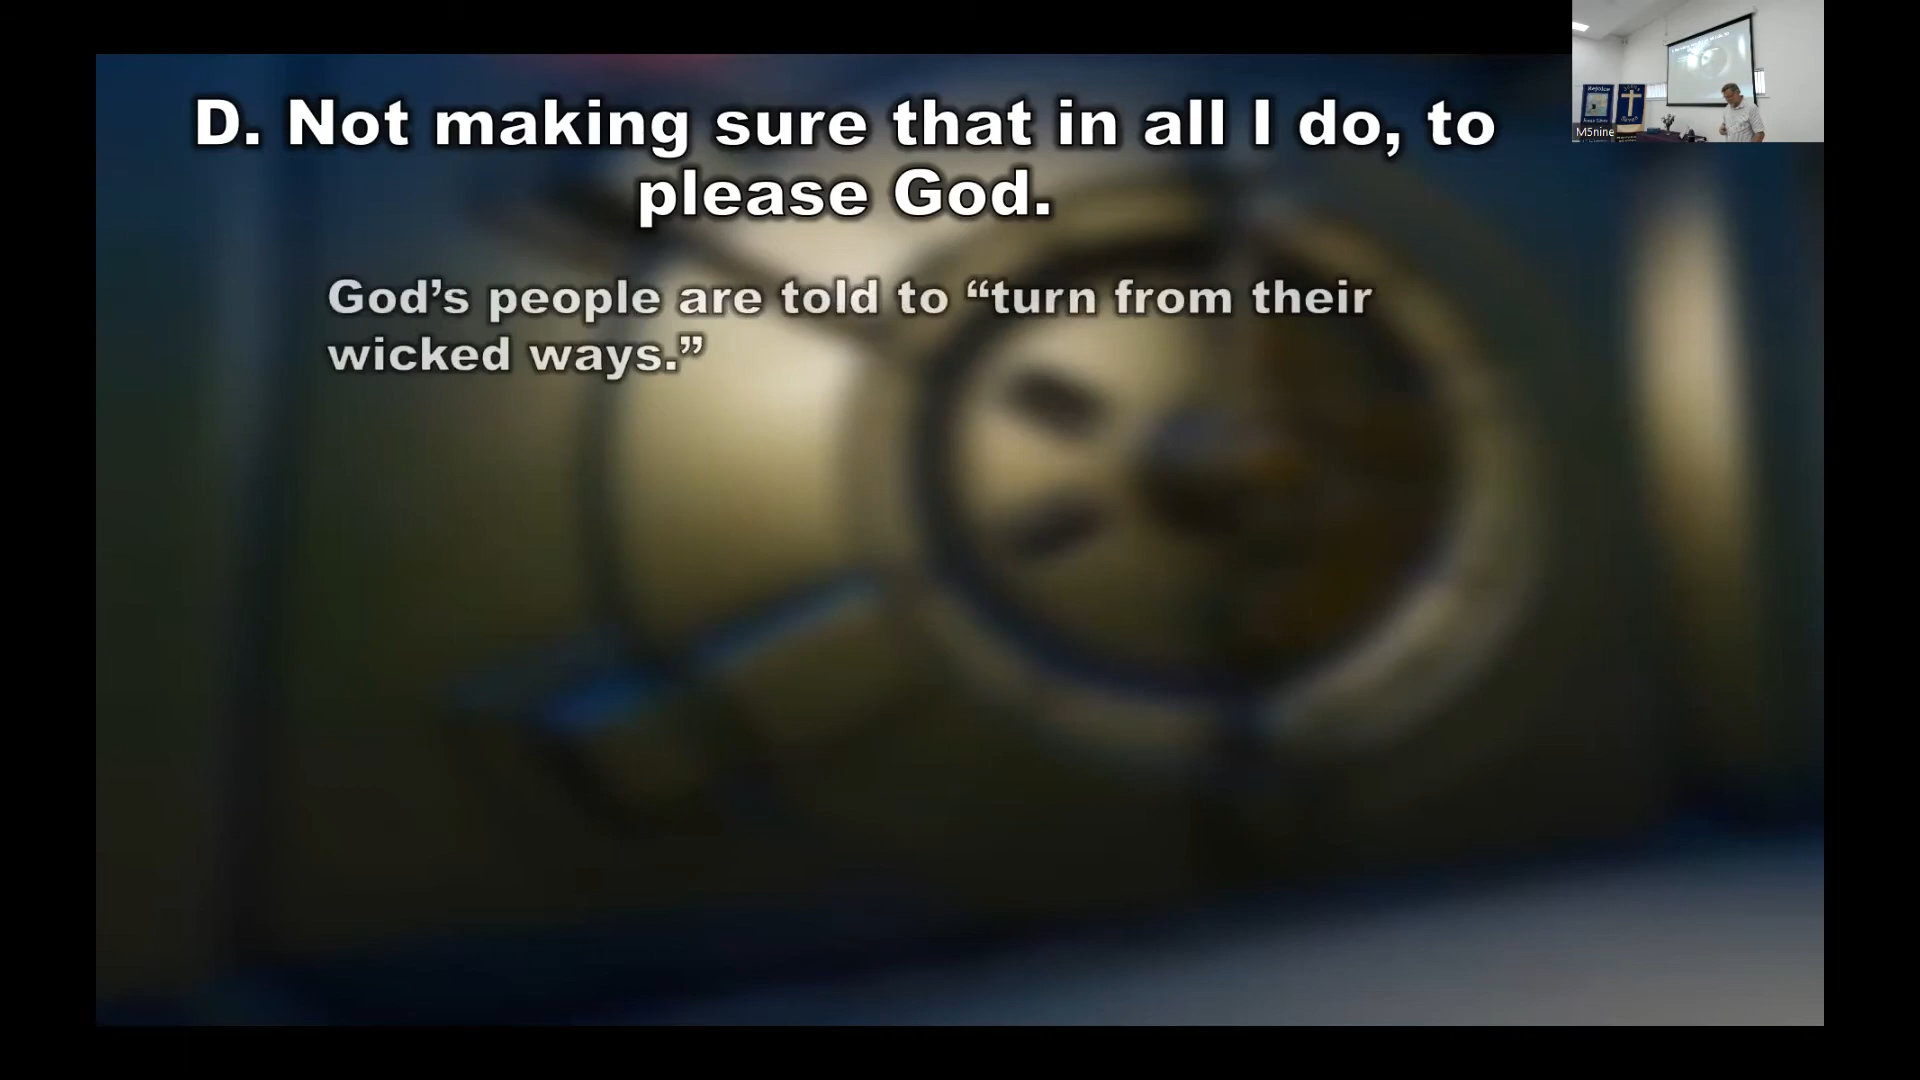 D. Not making sure that in all I do, to
please God.
God’s people are told to “turn from their
wicked ways.”
Rejoice
M5nine